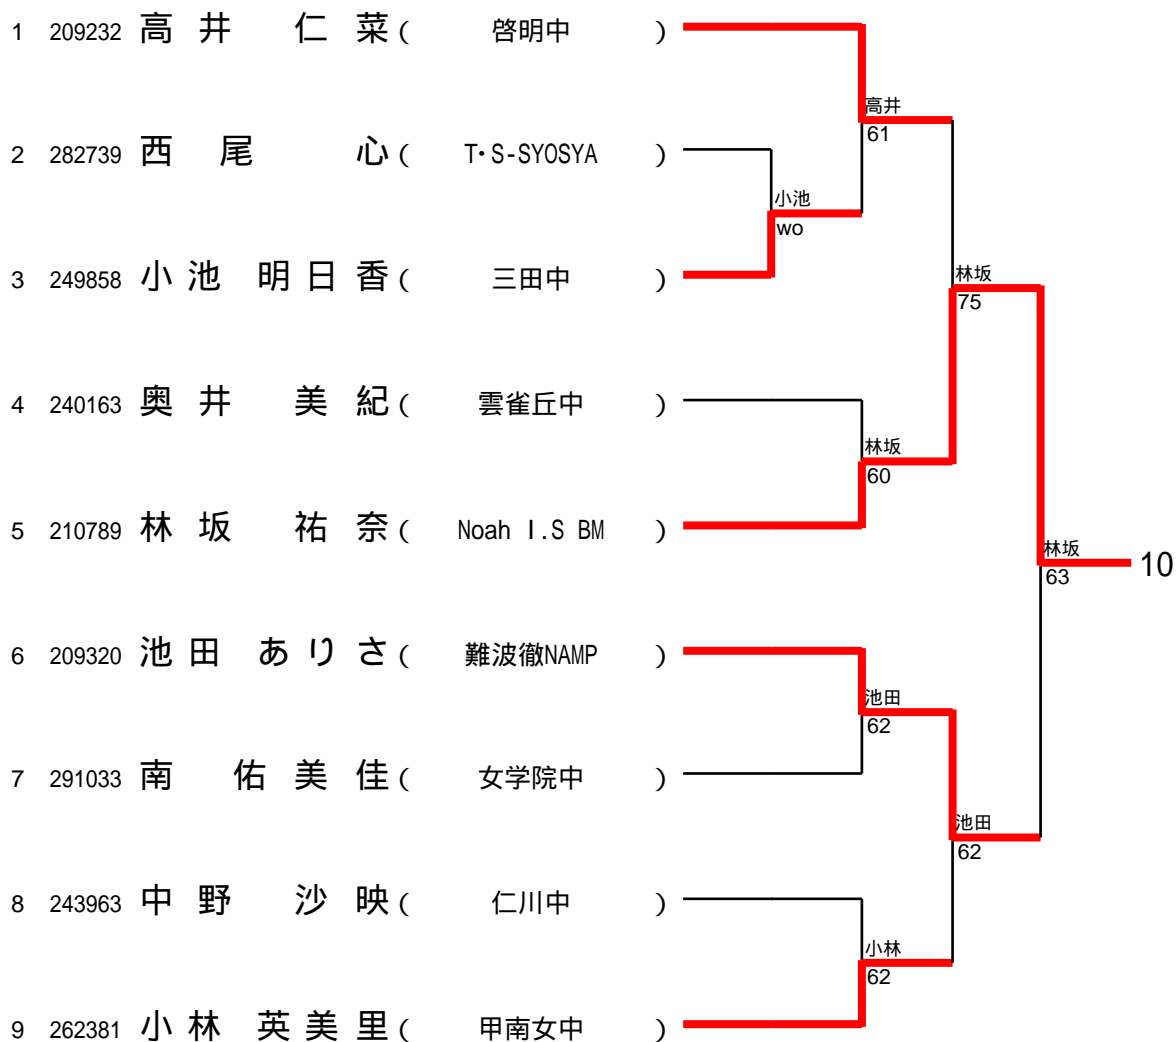 1 209232 高井 仁菜 ( 啓明中 )
高井
61
2 282739 西尾 心 ( T・S-SYOSYA )
小池
wo
3 249858 小池 明日香 ( 三田中 )
林坂
75
4 240163 奥井 美紀 ( 雲雀丘中 )
林坂
60
5 210789 林坂 祐奈 ( Noah I.S BM )
林坂
63
10
6 209320 池田 ありさ ( 難波徹NAMP )
池田
62
7 291033 南 佑美佳 ( 女学院中 )
池田
62
8 243963 中野 沙映 ( 仁川中 )
小林
62
9 262381 小林 英美里 ( 甲南女中 )